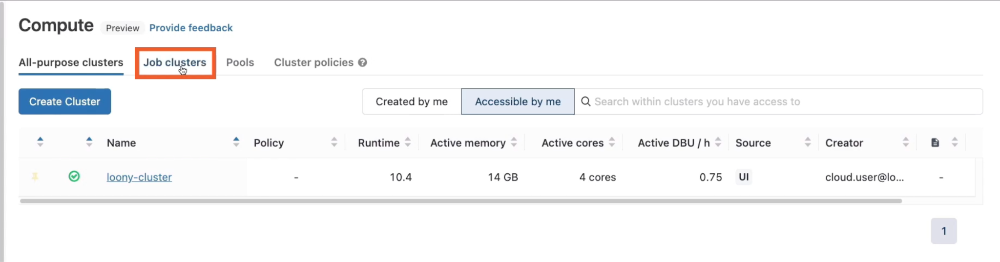 Compute Preview Provide feedback
All-purpose clusters Job clusters Pools Cluster policies ?
Create Cluster Created by me Accessible by me Search within clusters you have access to
Name Policy Runtime Active memory Active cores Active DBU / h Source Creator
loony-cluster - 10.4 14 GB 4 cores 0.75 UI cloud.user@lo... -
1